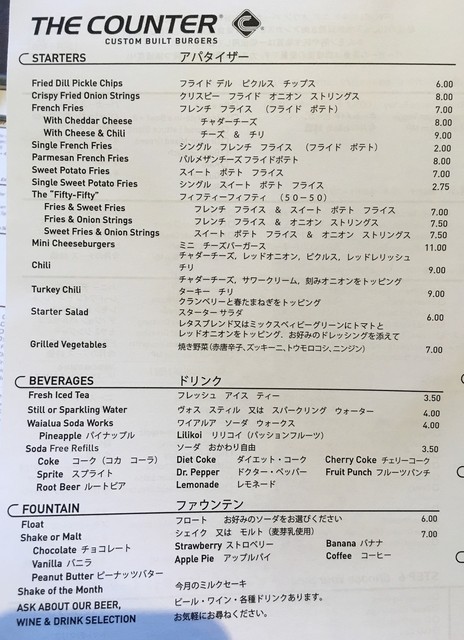 THE COUNTER®
CUSTOM BUILT BURGERS
STARTERS アパタイザー
Fried Dill Pickle Chips フライド デル ピクルス チップス 6.00
Crispy Fried Onion Strings クリスピー フライド オニオン ストリングス 8.00
French Fries フレンチ フライス (フライド ポテト) 7.00
With Cheddar Cheese チャダーチーズ 8.00
With Cheese & Chili チーズ & チリ 9.00
Single French Fries シングル フレンチ フライス (フライド ポテト) 2.00
Parmesan French Fries パルメザンチーズフライドポテト 8.00
Sweet Potato Fries スイート ポテト フライス 7.00
Single Sweet Potato Fries シングル スイート ポテト フライス 2.75
The "Fifty-Fifty" フィフティーフィフティ (50-50)
Fries & Sweet Fries フレンチ フライス & スイート ポテト フライス 7.00
Fries & Onion Strings フレンチ フライス & オニオン ストリングス 7.50
Sweet Fries & Onion Strings スイート ポテト フライス & オニオン ストリングス 7.50
Mini Cheeseburgers ミニ チーズバーガース 11.00
チャダーチーズ, レッドオニオン, ピクルス, レッドレリッシュ
Chili チリ 9.00
チャダーチーズ, サワークリーム, 刻みオニオンをトッピング
Turkey Chili ターキー チリ 9.00
クランベリーと春たまねぎをトッピング
Starter Salad スターター サラダ 6.00
レタスブレンド又はミックスベィビーグリーンにトマトと
レッドオニオンをトッピング. お好みのドレッシングを添えて
Grilled Vegetables 焼き野菜(赤唐辛子、ズッキーニ、トウモロコシ、ニンジン) 7.00
BEVERAGES ドリンク
Fresh Iced Tea フレッシュ アイス ティー 3.50
Still or Sparkling Water ヴォス スティル 又は スパークリング ウォーター 4.00
Waialua Soda Works ワイアルア ソーダ ウォークス 4.00
Pineapple パイナップル Lilikoi リリコイ (パッションフルーツ)
Soda Free Refills ソーダ おかわり自由 3.50
Coke コーク(コカ コーラ) Diet Coke ダイエット・コーク Cherry Coke チェリーコーク
Sprite スプライト Dr. Pepper ドクター・ペッパー Fruit Punch フルーツパンチ
Root Beer ルートビア Lemonade レモネード
FOUNTAIN ファウンテン
Float フロート お好みのソーダをお選びください 6.00
Shake or Malt シェイク 又は モルト (麦芽乳使用) 7.00
Chocolate チョコレート Strawberry ストロベリー Banana バナナ
Vanilla バニラ Apple Pie アップルパイ Coffee コーヒー
Peanut Butter ピーナッツバター
Shake of the Month 今月のミルクセーキ
ASK ABOUT OUR BEER, ビール・ワイン・各種ドリンクあります。
WINE & DRINK SELECTION お気軽にお尋ねください。